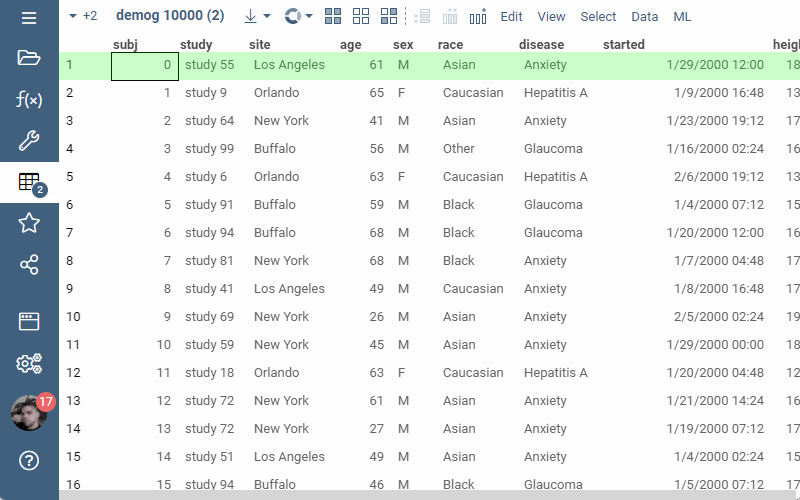 +2 demog 10000 (2) Edit View Select Data ML
subj study site age sex race disease started heig
1 0 study 55 Los Angeles 61 M Asian Anxiety 1/29/2000 12:00 18
2 1 study 9 Orlando 65 F Caucasian Hepatitis A 1/9/2000 16:48 13
3 2 study 64 New York 41 M Asian Anxiety 1/23/2000 19:12 17
4 3 study 99 Buffalo 56 M Other Glaucoma 1/16/2000 02:24 16
5 4 study 6 Orlando 63 F Caucasian Hepatitis A 2/6/2000 19:12 13
6 5 study 91 Buffalo 59 M Black Glaucoma 1/4/2000 07:12 15
7 6 study 94 Buffalo 68 M Black Glaucoma 1/20/2000 12:00 16
8 7 study 81 New York 68 M Black Anxiety 1/7/2000 04:48 17
9 8 study 41 Los Angeles 49 M Caucasian Anxiety 1/8/2000 16:48 17
10 9 study 69 New York 26 M Asian Anxiety 2/5/2000 02:24 19
11 10 study 59 New York 45 M Asian Anxiety 1/29/2000 00:00 18
12 11 study 18 Orlando 63 F Caucasian Hepatitis A 1/20/2000 04:48 12
13 12 study 72 New York 61 M Asian Anxiety 1/21/2000 14:24 16
14 13 study 72 New York 27 M Asian Anxiety 1/19/2000 07:12 17
15 14 study 51 Los Angeles 49 M Asian Anxiety 1/4/2000 02:24 15
16 15 study 94 Buffalo 46 M Black Glaucoma 1/5/2000 07:12 17
f(x)
2
17
?